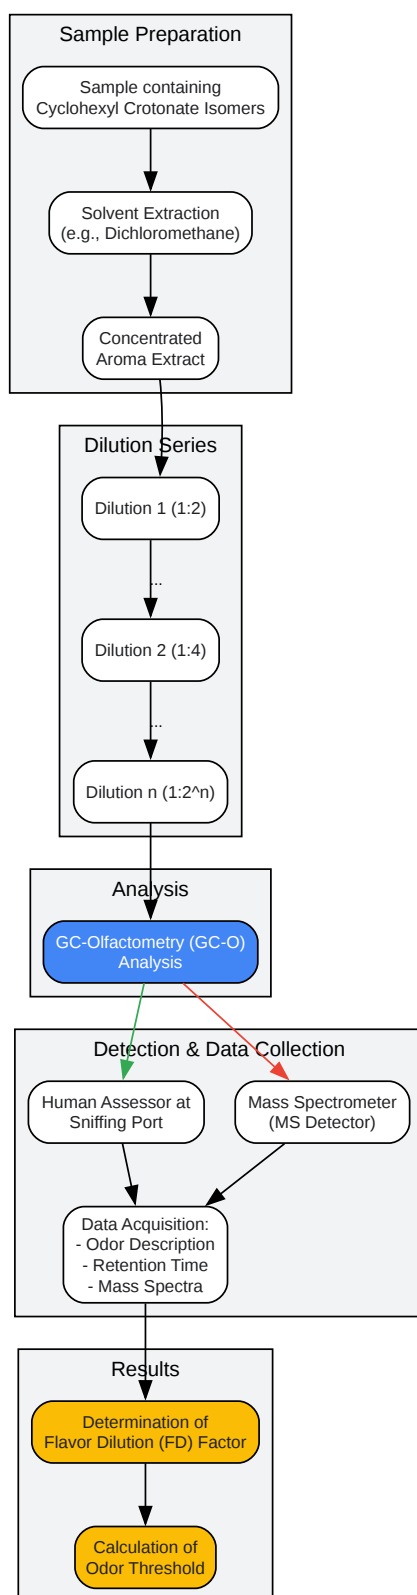 Sample Preparation
Sample containing
Cyclohexyl Crotonate Isomers
Solvent Extraction
(e.g., Dichloromethane)
Concentrated
Aroma Extract
Dilution Series
Dilution 1 (1:2)
...
Dilution 2 (1:4)
...
Dilution n (1:2^n)
Analysis
GC-Olfactometry (GC-O)
Analysis
Detection & Data Collection
Human Assessor at
Sniffing Port
Mass Spectrometer
(MS Detector)
Data Acquisition:
- Odor Description
- Retention Time
- Mass Spectra
Results
Determination of
Flavor Dilution (FD) Factor
Calculation of
Odor Threshold